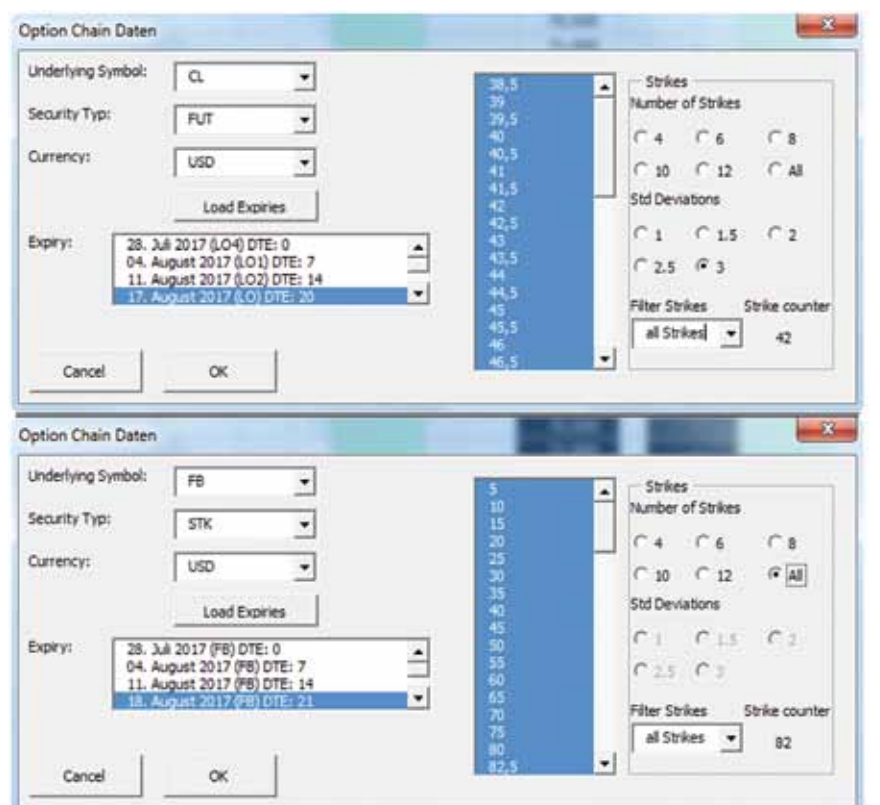 Option Chain Daten
Underlying Symbol: CL
Security Typ: FUT
Currency: USD
Load Expiries
Expiry:
28. Juli 2017 (LO4) DTE: 0
04. August 2017 (LO1) DTE: 7
11. August 2017 (LO2) DTE: 14
17. August 2017 (LO) DTE: 20
Cancel OK
38,5
39
39,5
40
40,5
41
41,5
42
42,5
43
43,5
44
44,5
45
45,5
46
46,5
Strikes
Number of Strikes
4 6 8
10 12 All
Std Deviations
1 1.5 2
2.5 3
Filter Strikes Strike counter
all Strikes 42
Option Chain Daten
Underlying Symbol: FB
Security Typ: STK
Currency: USD
Load Expiries
Expiry:
28. Juli 2017 (FB) DTE: 0
04. August 2017 (FB) DTE: 7
11. August 2017 (FB) DTE: 14
18. August 2017 (FB) DTE: 21
Cancel OK
5
10
15
20
25
30
35
40
45
50
55
60
65
70
75
80
82,5
Strikes
Number of Strikes
4 6 8
10 12 All
Std Deviations
1 1.5 2
2.5 3
Filter Strikes Strike counter
all Strikes 82